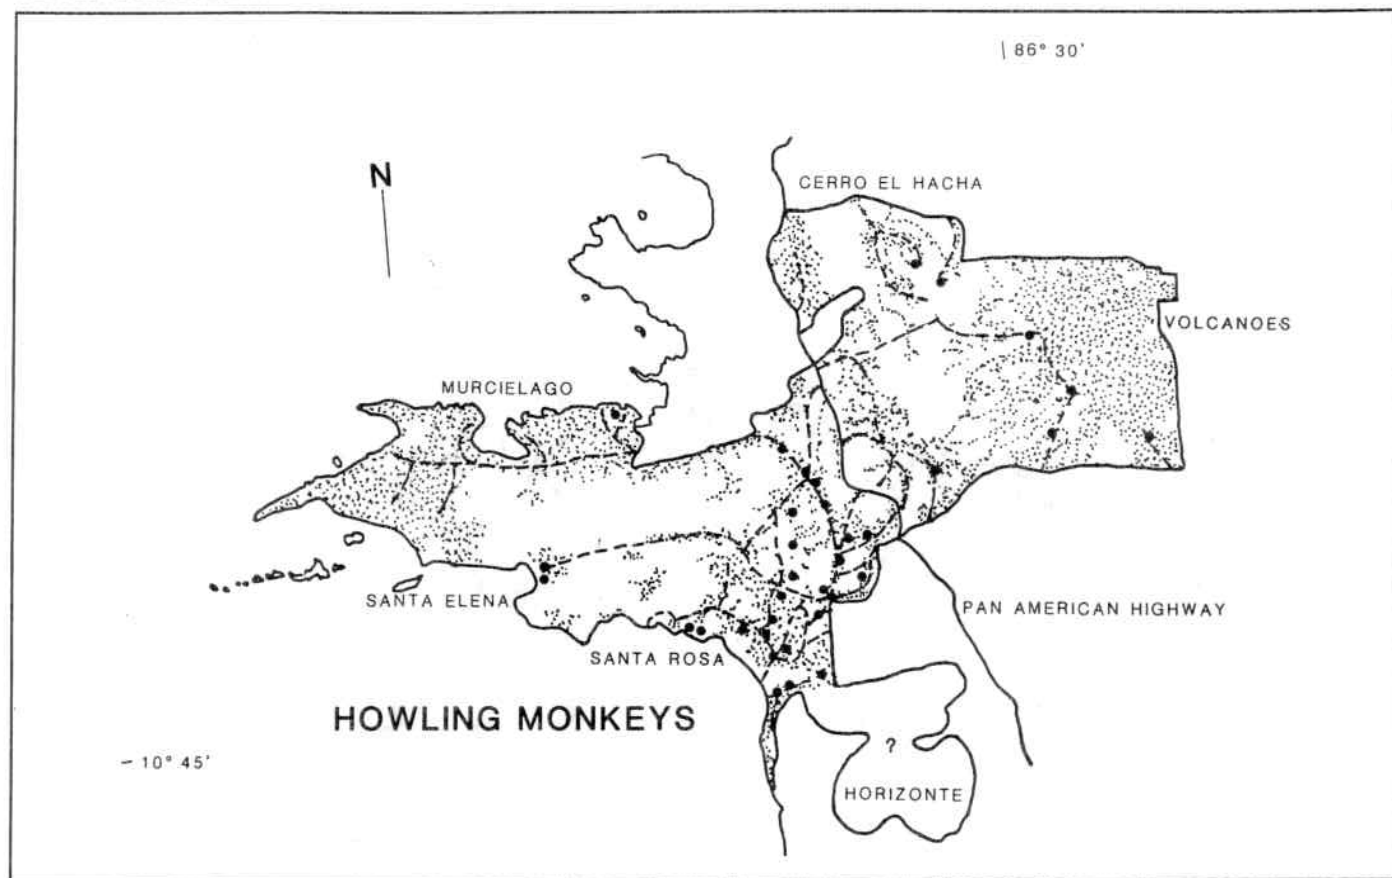 86° 30'
N
CERRO EL HACHA
VOLCANOES
MURCIELAGO
SANTA ELENA
PAN AMERICAN HIGHWAY
SANTA ROSA
HOWLING MONKEYS
?
10° 45'
HORIZONTE